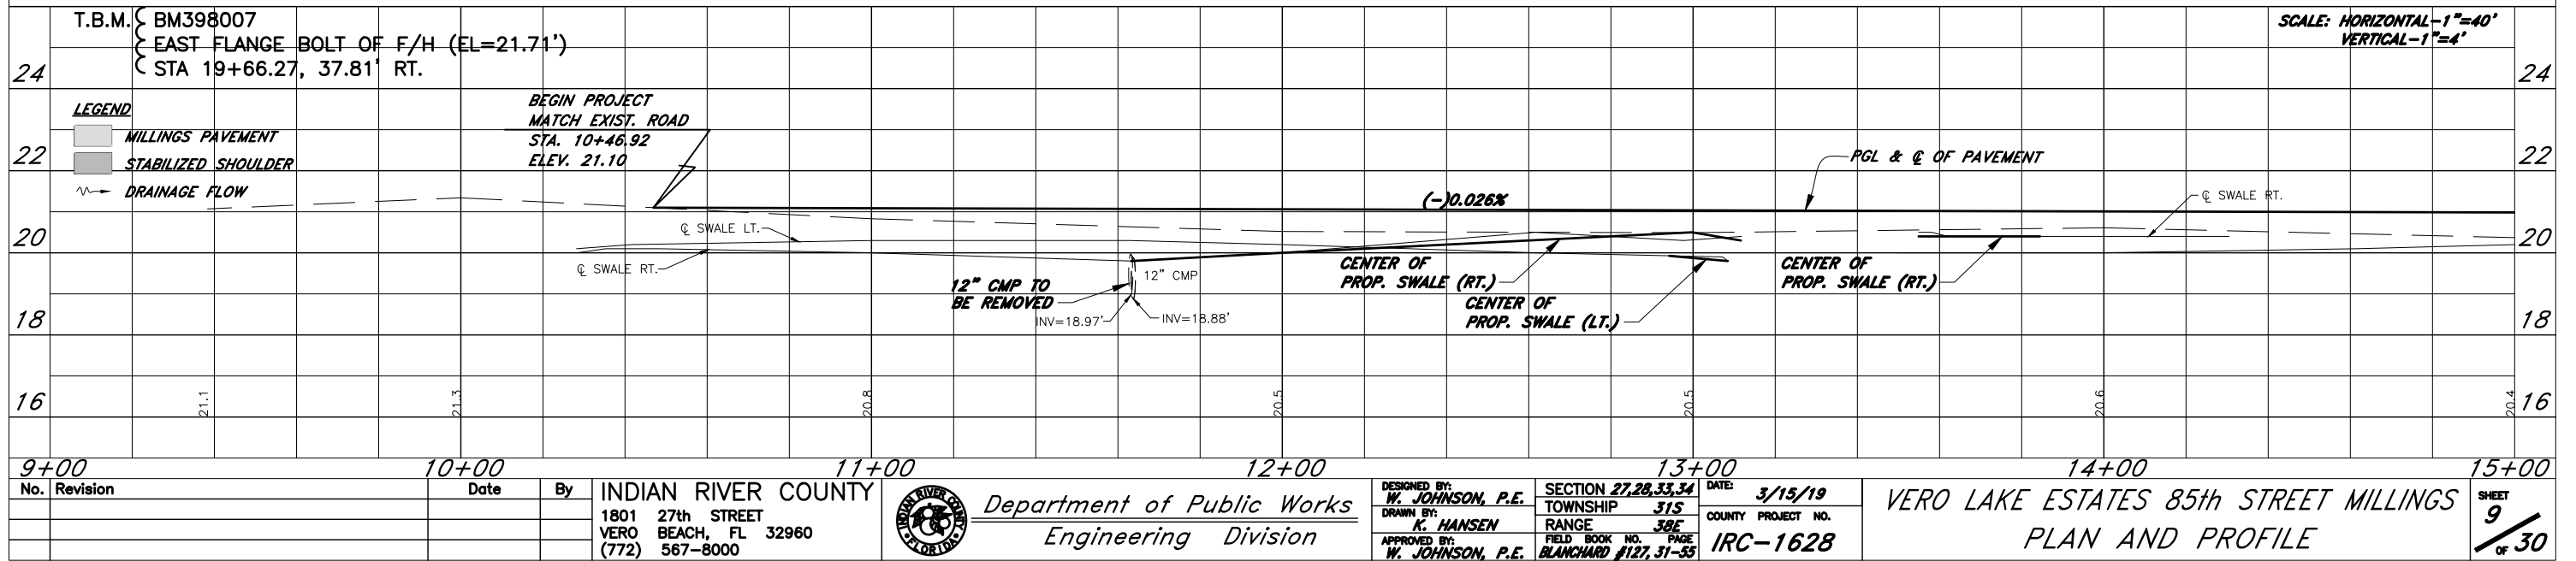 T.B.M. BM398007
EAST FLANGE BOLT OF F/H (EL=21.71')
STA 19+66.27, 37.81' RT.
SCALE: HORIZONTAL-1"=40'
VERTICAL-1"=4'
24
24
LEGEND
MILLINGS PAVEMENT
STABILIZED SHOULDER
DRAINAGE FLOW
BEGIN PROJECT
MATCH EXIST. ROAD
STA. 10+46.92
ELEV. 21.10
22
22
PGL & ℄ OF PAVEMENT
(-)0.026%
℄ SWALE RT.
℄ SWALE LT.
℄ SWALE RT.
20
20
12" CMP TO
BE REMOVED
12" CMP
INV=18.97'
INV=18.88'
CENTER OF
PROP. SWALE (RT.)
CENTER OF
PROP. SWALE (LT.)
CENTER OF
PROP. SWALE (RT.)
18
18
16
16
21.1
21.3
20.8
20.5
20.5
20.6
20.4
9+00
10+00
11+00
12+00
13+00
14+00
15+00
No. Revision Date By
INDIAN RIVER COUNTY
1801 27th STREET
VERO BEACH, FL 32960
(772) 567-8000
INDIAN RIVER COUNTY
FLORIDA
Department of Public Works
Engineering Division
DESIGNED BY:
W. JOHNSON, P.E.
DRAWN BY:
K. HANSEN
APPROVED BY:
W. JOHNSON, P.E.
SECTION 27,28,33,34
TOWNSHIP 31S
RANGE 38E
FIELD BOOK NO. PAGE
BLANCHARD #127, 31-55
DATE: 3/15/19
COUNTY PROJECT NO.
IRC-1628
VERO LAKE ESTATES 85th STREET MILLINGS
PLAN AND PROFILE
SHEET
9
OF 30